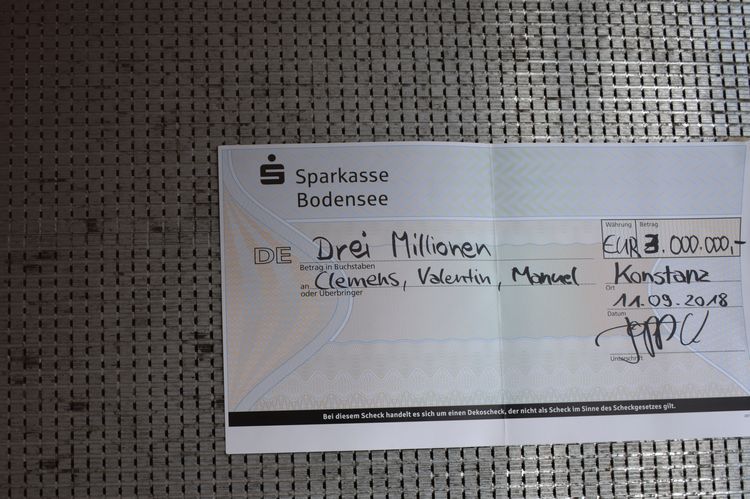 Sparkasse
Bodensee
Währung Betrag
DE Drei Millionen EUR 3.000.000,-
Betrag in Buchstaben
an Clemens, Valentin, Manuel Konstanz
oder Überbringer Ort
11.09.2018
Datum
Unterschrift
Bei diesem Scheck handelt es sich um einen Dekoscheck, der nicht als Scheck im Sinne des Scheckgesetzes gilt.